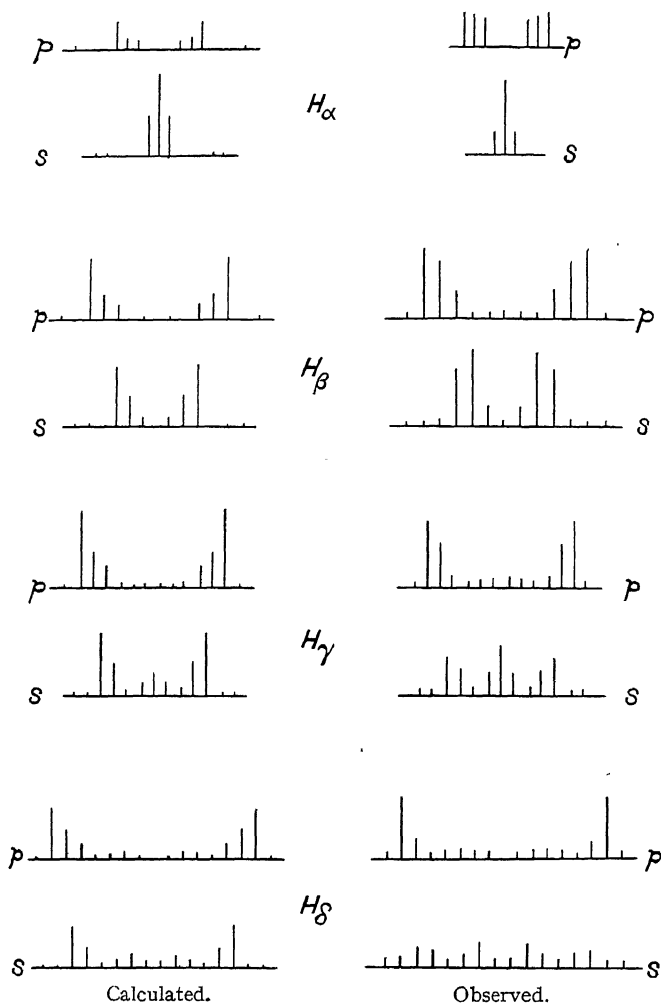 p p
Hα
s s
p p
Hβ
s s
p p
Hγ
s s
p p
Hδ
s s
Calculated. Observed.